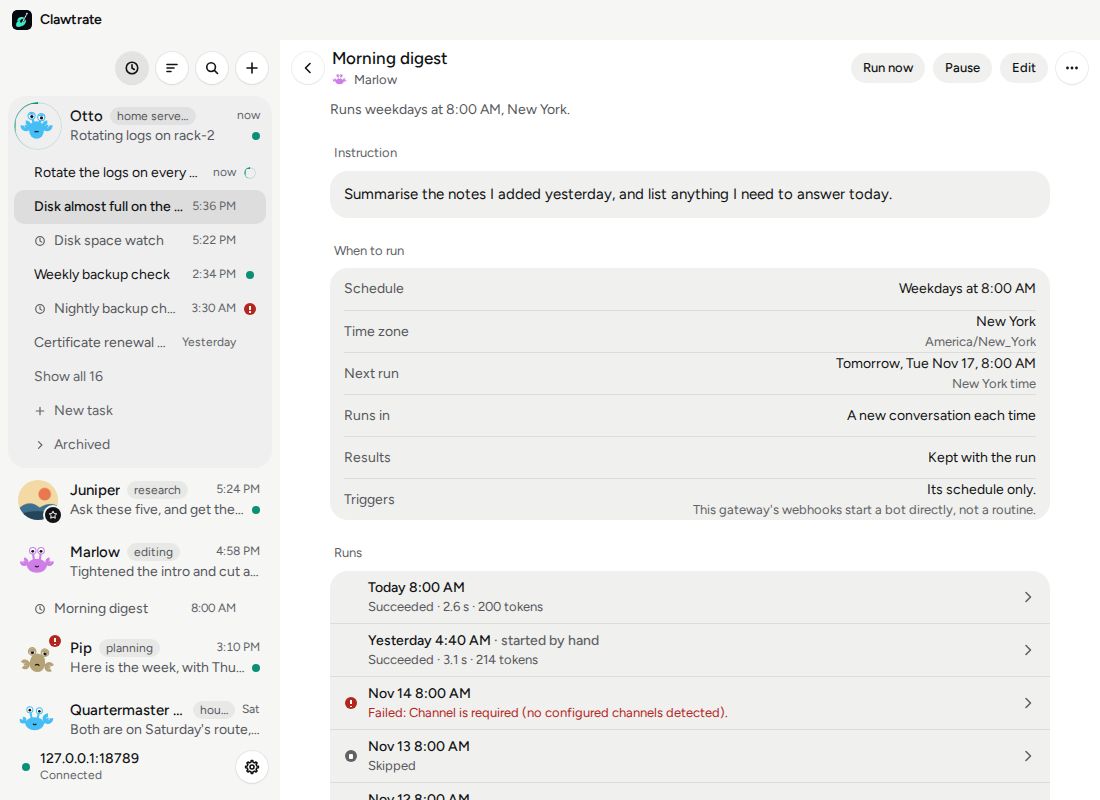 Clawtrate
Otto home serve... now
Rotating logs on rack-2
Rotate the logs on every ... now
Disk almost full on the ... 5:36 PM
Disk space watch 5:22 PM
Weekly backup check 2:34 PM
Nightly backup ch... 3:30 AM
Certificate renewal ... Yesterday
Show all 16
+ New task
Archived
Juniper research 5:24 PM
Ask these five, and get the...
Marlow editing 4:58 PM
Tightened the intro and cut a...
Morning digest 8:00 AM
Pip planning 3:10 PM
Here is the week, with Thu...
Quartermaster ... hou... Sat
Both are on Saturday's route,...
127.0.0.1:18789
Connected
Morning digest
Marlow
Run now Pause Edit
Runs weekdays at 8:00 AM, New York.
Instruction
Summarise the notes I added yesterday, and list anything I need to answer today.
When to run
Schedule Weekdays at 8:00 AM
Time zone New York
America/New_York
Next run Tomorrow, Tue Nov 17, 8:00 AM
New York time
Runs in A new conversation each time
Results Kept with the run
Triggers Its schedule only.
This gateway's webhooks start a bot directly, not a routine.
Runs
Today 8:00 AM
Succeeded · 2.6 s · 200 tokens
Yesterday 4:40 AM · started by hand
Succeeded · 3.1 s · 214 tokens
Nov 14 8:00 AM
Failed: Channel is required (no configured channels detected).
Nov 13 8:00 AM
Skipped
Nov 12 8:00 AM